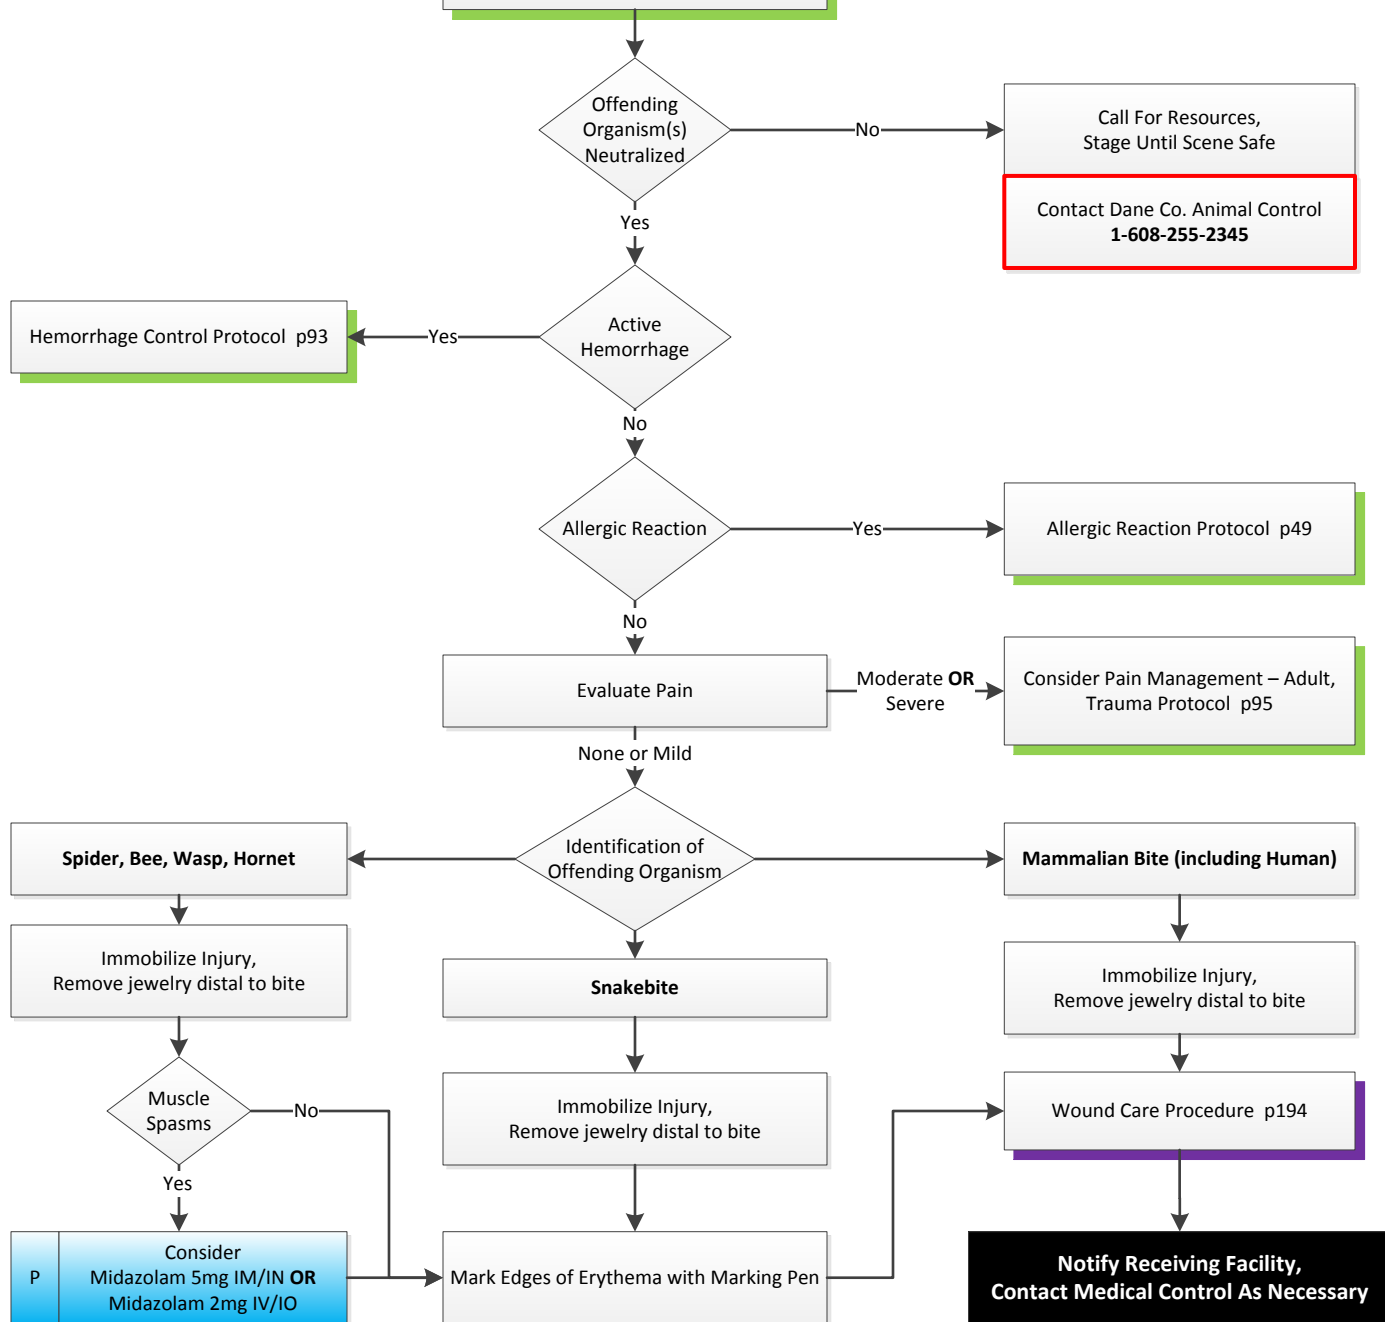 Offending
Organism(s)
Neutralized
No
Call For Resources,
Stage Until Scene Safe
Contact Dane Co. Animal Control
1-608-255-2345
Yes
Active
Hemorrhage
Yes
Hemorrhage Control Protocol p93
No
Allergic Reaction
Yes
Allergic Reaction Protocol p49
No
Evaluate Pain
Moderate OR
Severe
Consider Pain Management – Adult,
Trauma Protocol p95
None or Mild
Identification of
Offending Organism
Spider, Bee, Wasp, Hornet
Mammalian Bite (including Human)
Immobilize Injury,
Remove jewelry distal to bite
Snakebite
Immobilize Injury,
Remove jewelry distal to bite
Muscle
Spasms
No
Immobilize Injury,
Remove jewelry distal to bite
Wound Care Procedure p194
Yes
P
Consider
Midazolam 5mg IM/IN OR
Midazolam 2mg IV/IO
Mark Edges of Erythema with Marking Pen
Notify Receiving Facility,
Contact Medical Control As Necessary